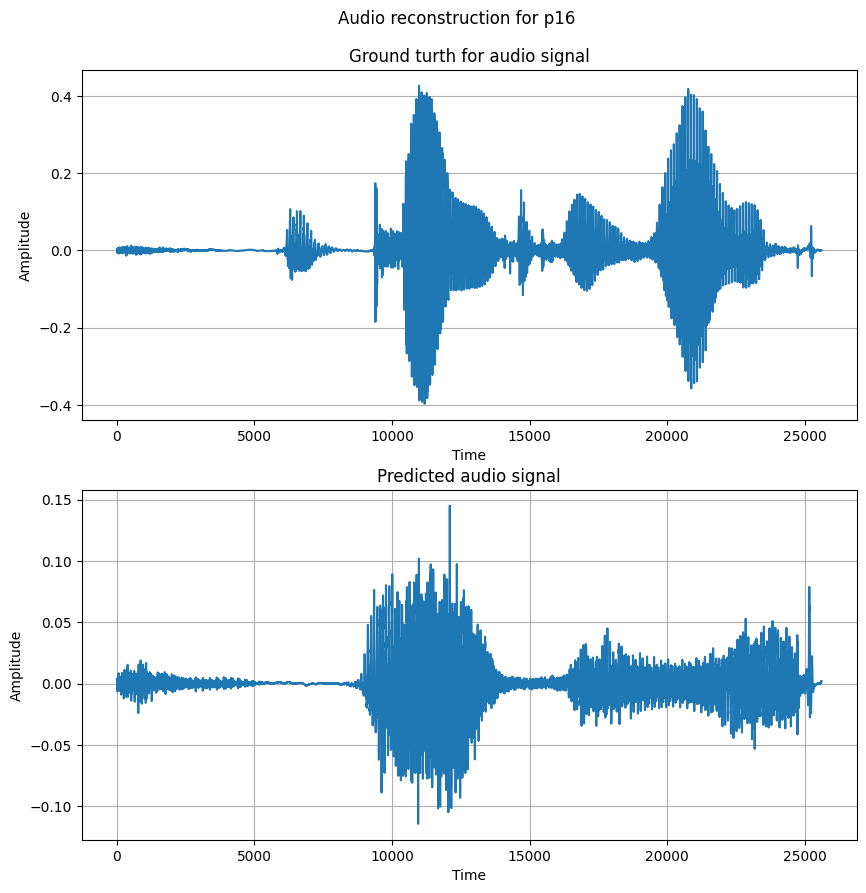 Audio reconstruction for p16
Ground turth for audio signal
0.4
0.2
0.0
−0.2
−0.4
Amplitude
0 5000 10000 15000 20000 25000
Time
Predicted audio signal
0.15
0.10
0.05
0.00
−0.05
−0.10
Amplitude
0 5000 10000 15000 20000 25000
Time